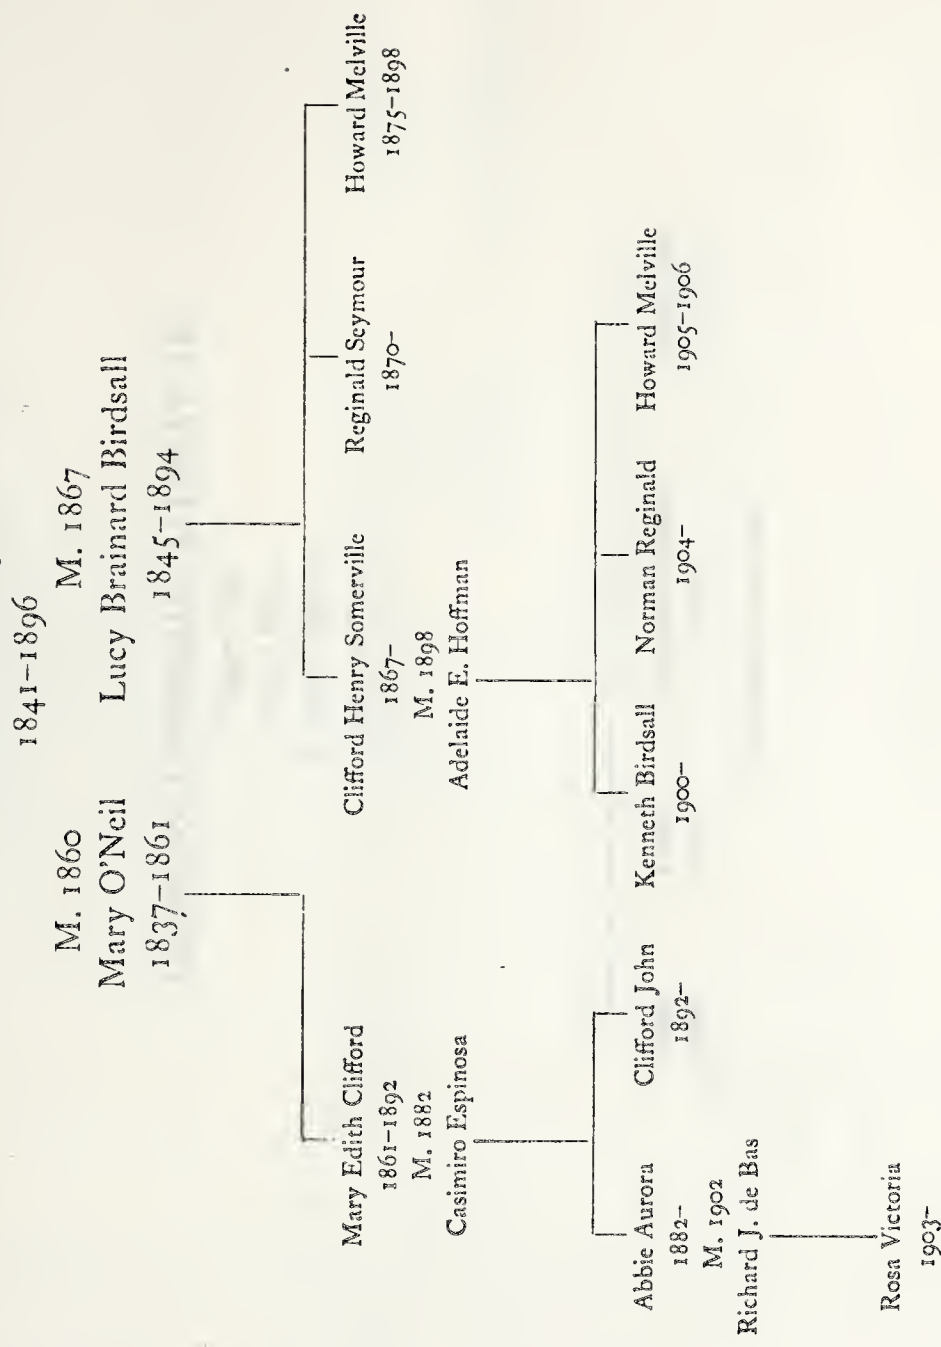 1841–1896
M. 1860
Mary O'Neil
1837–1861
M. 1867
Lucy Brainard Birdsall
1845–1894
Mary Edith Clifford
1861–1892
M. 1882
Casimiro Espinosa
Clifford Henry Somerville
1867–
M. 1898
Adelaide E. Hoffman
Reginald Seymour
1870–
Howard Melville
1875–1898
Abbie Aurora
1882–
M. 1902
Richard J. de Bas
Clifford John
1892–
Kenneth Birdsall
1900–
Norman Reginald
1904–
Howard Melville
1905–1906
Rosa Victoria
1903–